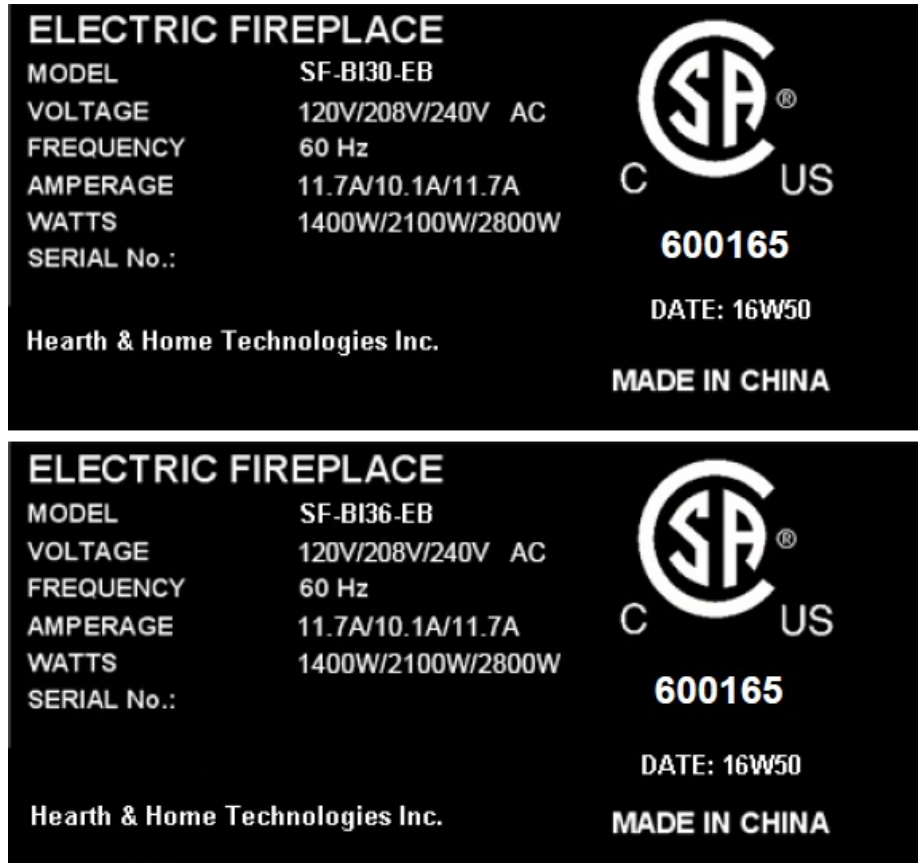 ELECTRIC FIREPLACE
MODEL SF-BI30-EB
VOLTAGE 120V/208V/240V AC
FREQUENCY 60 Hz
AMPERAGE 11.7A/10.1A/11.7A
WATTS 1400W/2100W/2800W
SERIAL No.:
Hearth & Home Technologies Inc.
CSA ®
C US
600165
DATE: 16W50
MADE IN CHINA
ELECTRIC FIREPLACE
MODEL SF-BI36-EB
VOLTAGE 120V/208V/240V AC
FREQUENCY 60 Hz
AMPERAGE 11.7A/10.1A/11.7A
WATTS 1400W/2100W/2800W
SERIAL No.:
Hearth & Home Technologies Inc.
CSA ®
C US
600165
DATE: 16W50
MADE IN CHINA